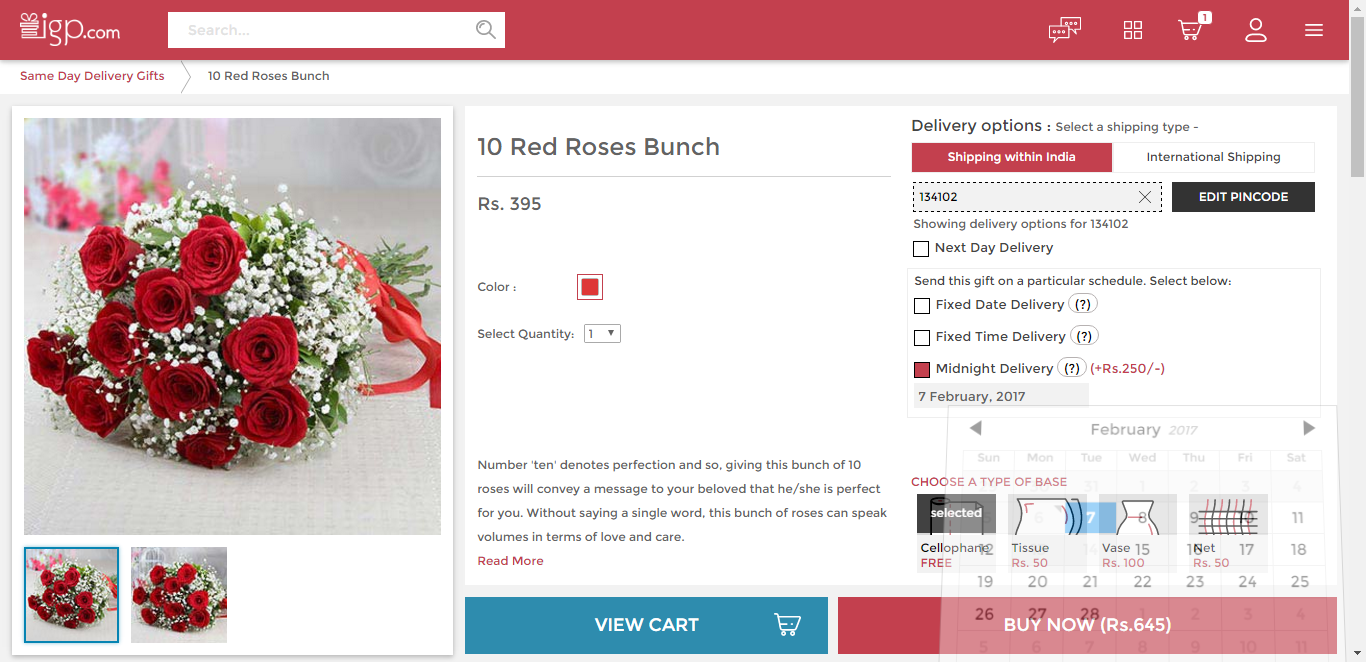 igp.com
Search...
1
Same Day Delivery Gifts
10 Red Roses Bunch
10 Red Roses Bunch
Rs. 395
Color :
Select Quantity:
1
Number 'ten' denotes perfection and so, giving this bunch of 10
roses will convey a message to your beloved that he/she is perfect
for you. Without saying a single word, this bunch of roses can speak
volumes in terms of love and care.
Read More
VIEW CART
Delivery options : Select a shipping type -
Shipping within India
International Shipping
134102
EDIT PINCODE
Showing delivery options for 134102
Next Day Delivery
Send this gift on a particular schedule. Select below:
Fixed Date Delivery (?)
Fixed Time Delivery (?)
Midnight Delivery (?) (+Rs.250/-)
7 February, 2017
February 2017
Sun Mon Tue Wed Thu Fri Sat
CHOOSE A TYPE OF BASE
31 1 2 3 4
selected
5 6 7 8 9 10 11
Cellophane Tissue Vase Net
FREE Rs. 50 Rs. 100 Rs. 50
12 14 15 16 17 18
19 20 21 22 23 24 25
26 27 28 1 2 3 4
BUY NOW (Rs.645)
5 6 7 8 9 10 11